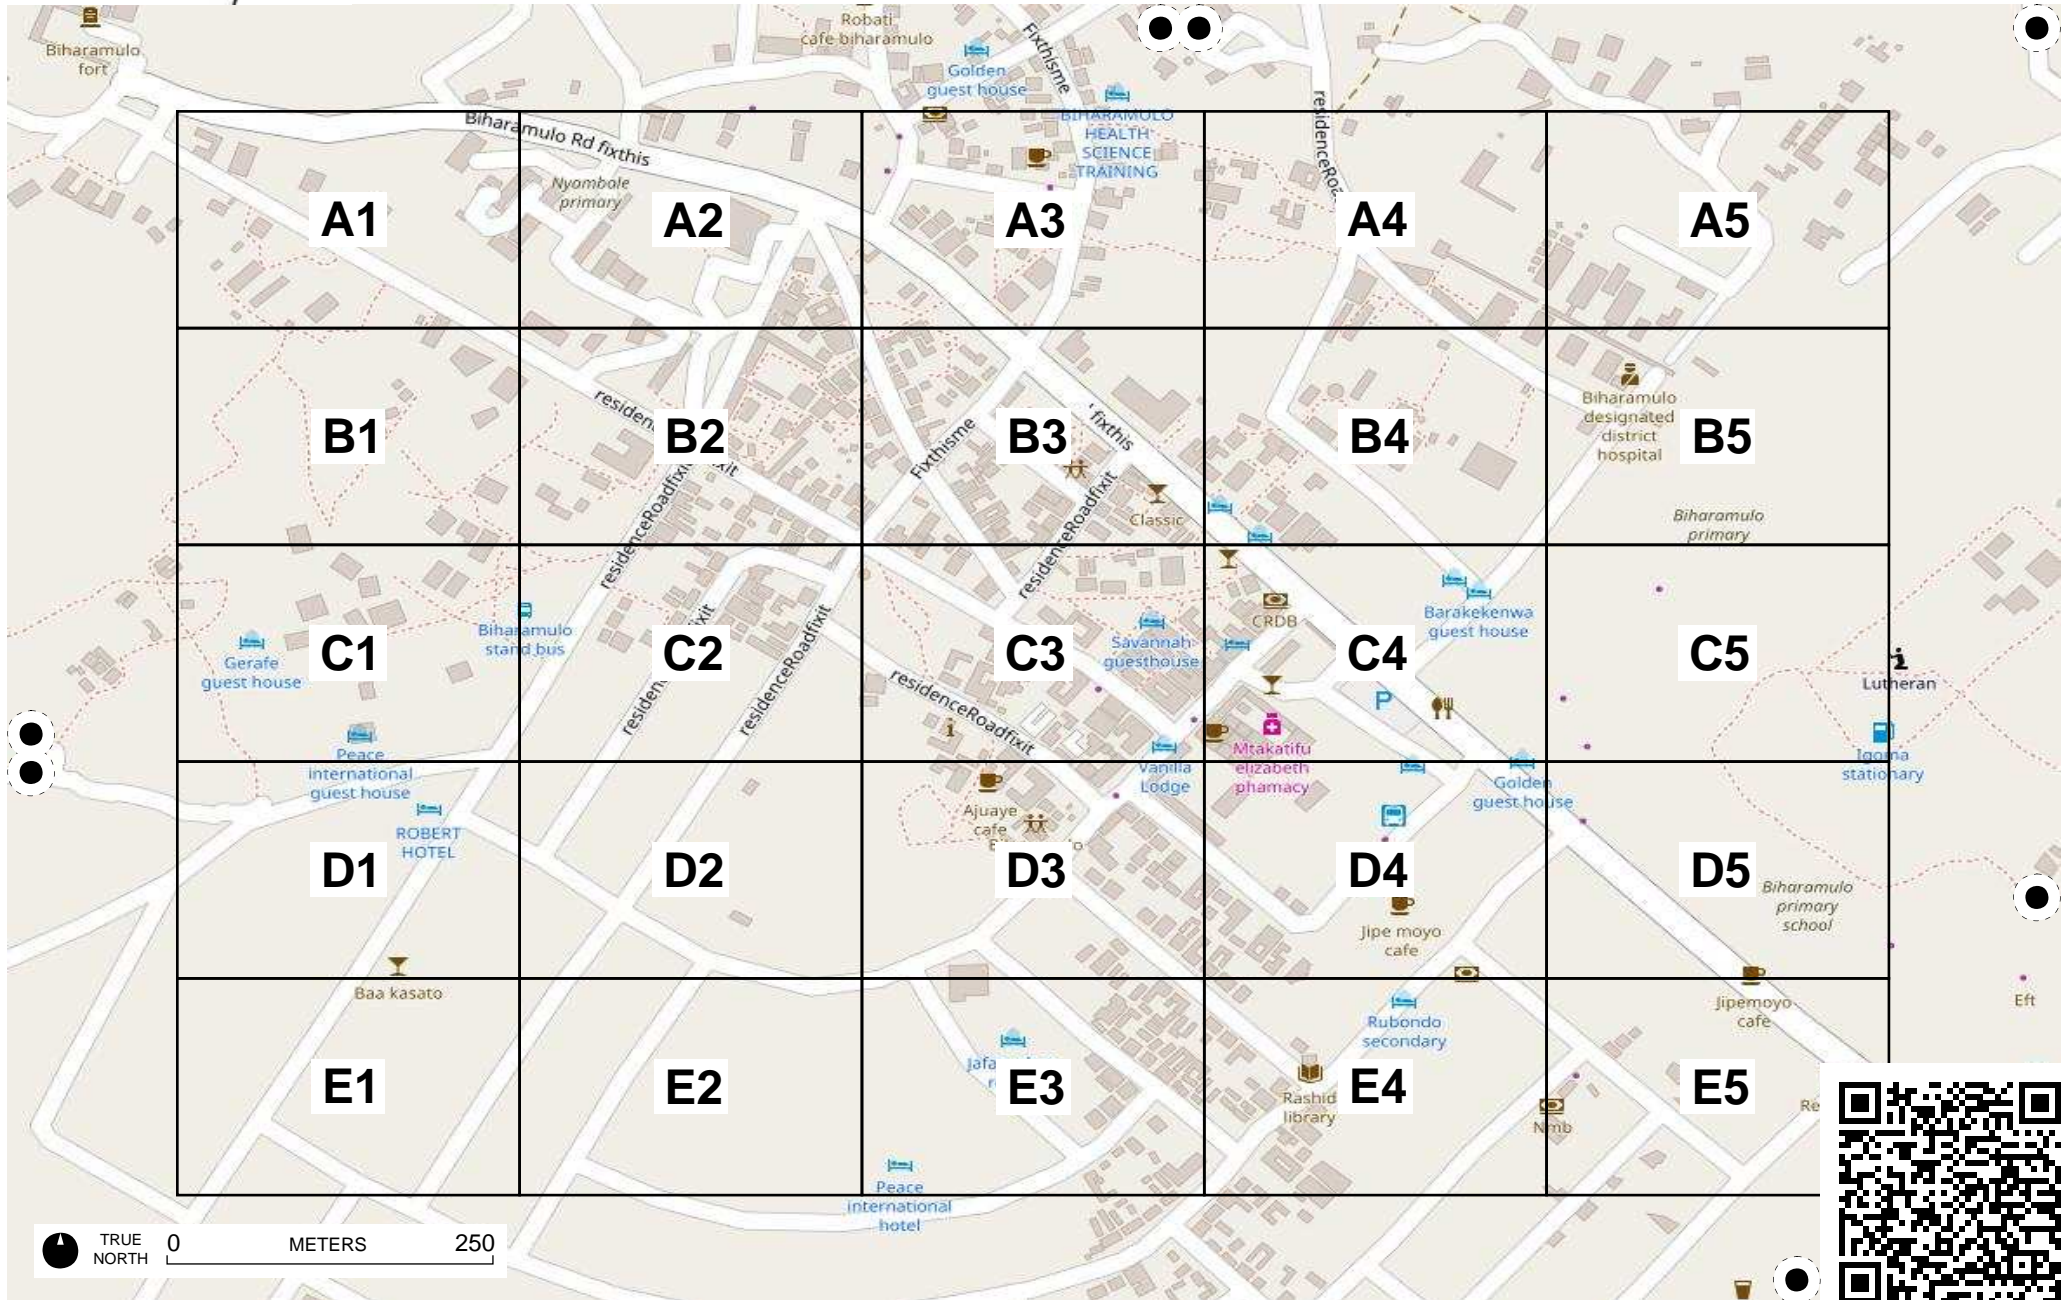 Biharamulo
fort
Robati
cafe biharamulo
Golden
guest house
Fixthisme
BIHARAMULO
HEALTH
SCIENCE
TRAINING
Biharamulo Rd fixthis
Nyambale
primary
A1
A2
A3
A4
A5
Biharamulo
designated
district
hospital
B1
B2
B3
B4
B5
Fixthisme
' fixthis
Classic
residenceRoadfixit
residenceRoadfixit
Biharamulo
primary
CRDB
Barakekenwa
guest house
Biharamulo
stand bus
Gerafe
guest house
Savannah
guesthouse
C1
C2
C3
C4
C5
P
residenceRoadfixit
residenceRoadfixit
Lutheran
Peace
international
guest house
Vanilla
Lodge
Mtakatifu
elizabeth
phamacy
Golden
guest house
Igoma
stationary
ROBERT
HOTEL
Ajuaye
cafe
D1
D2
D3
D4
D5
Biharamulo
primary
school
Jipe moyo
cafe
Baa kasato
Jipemoyo
cafe
Eft
Rubondo
secondary
E1
E2
E3
E4
E5
Rashid
library
Nmb
Re
Peace
international
hotel
TRUE
NORTH
0 METERS 250